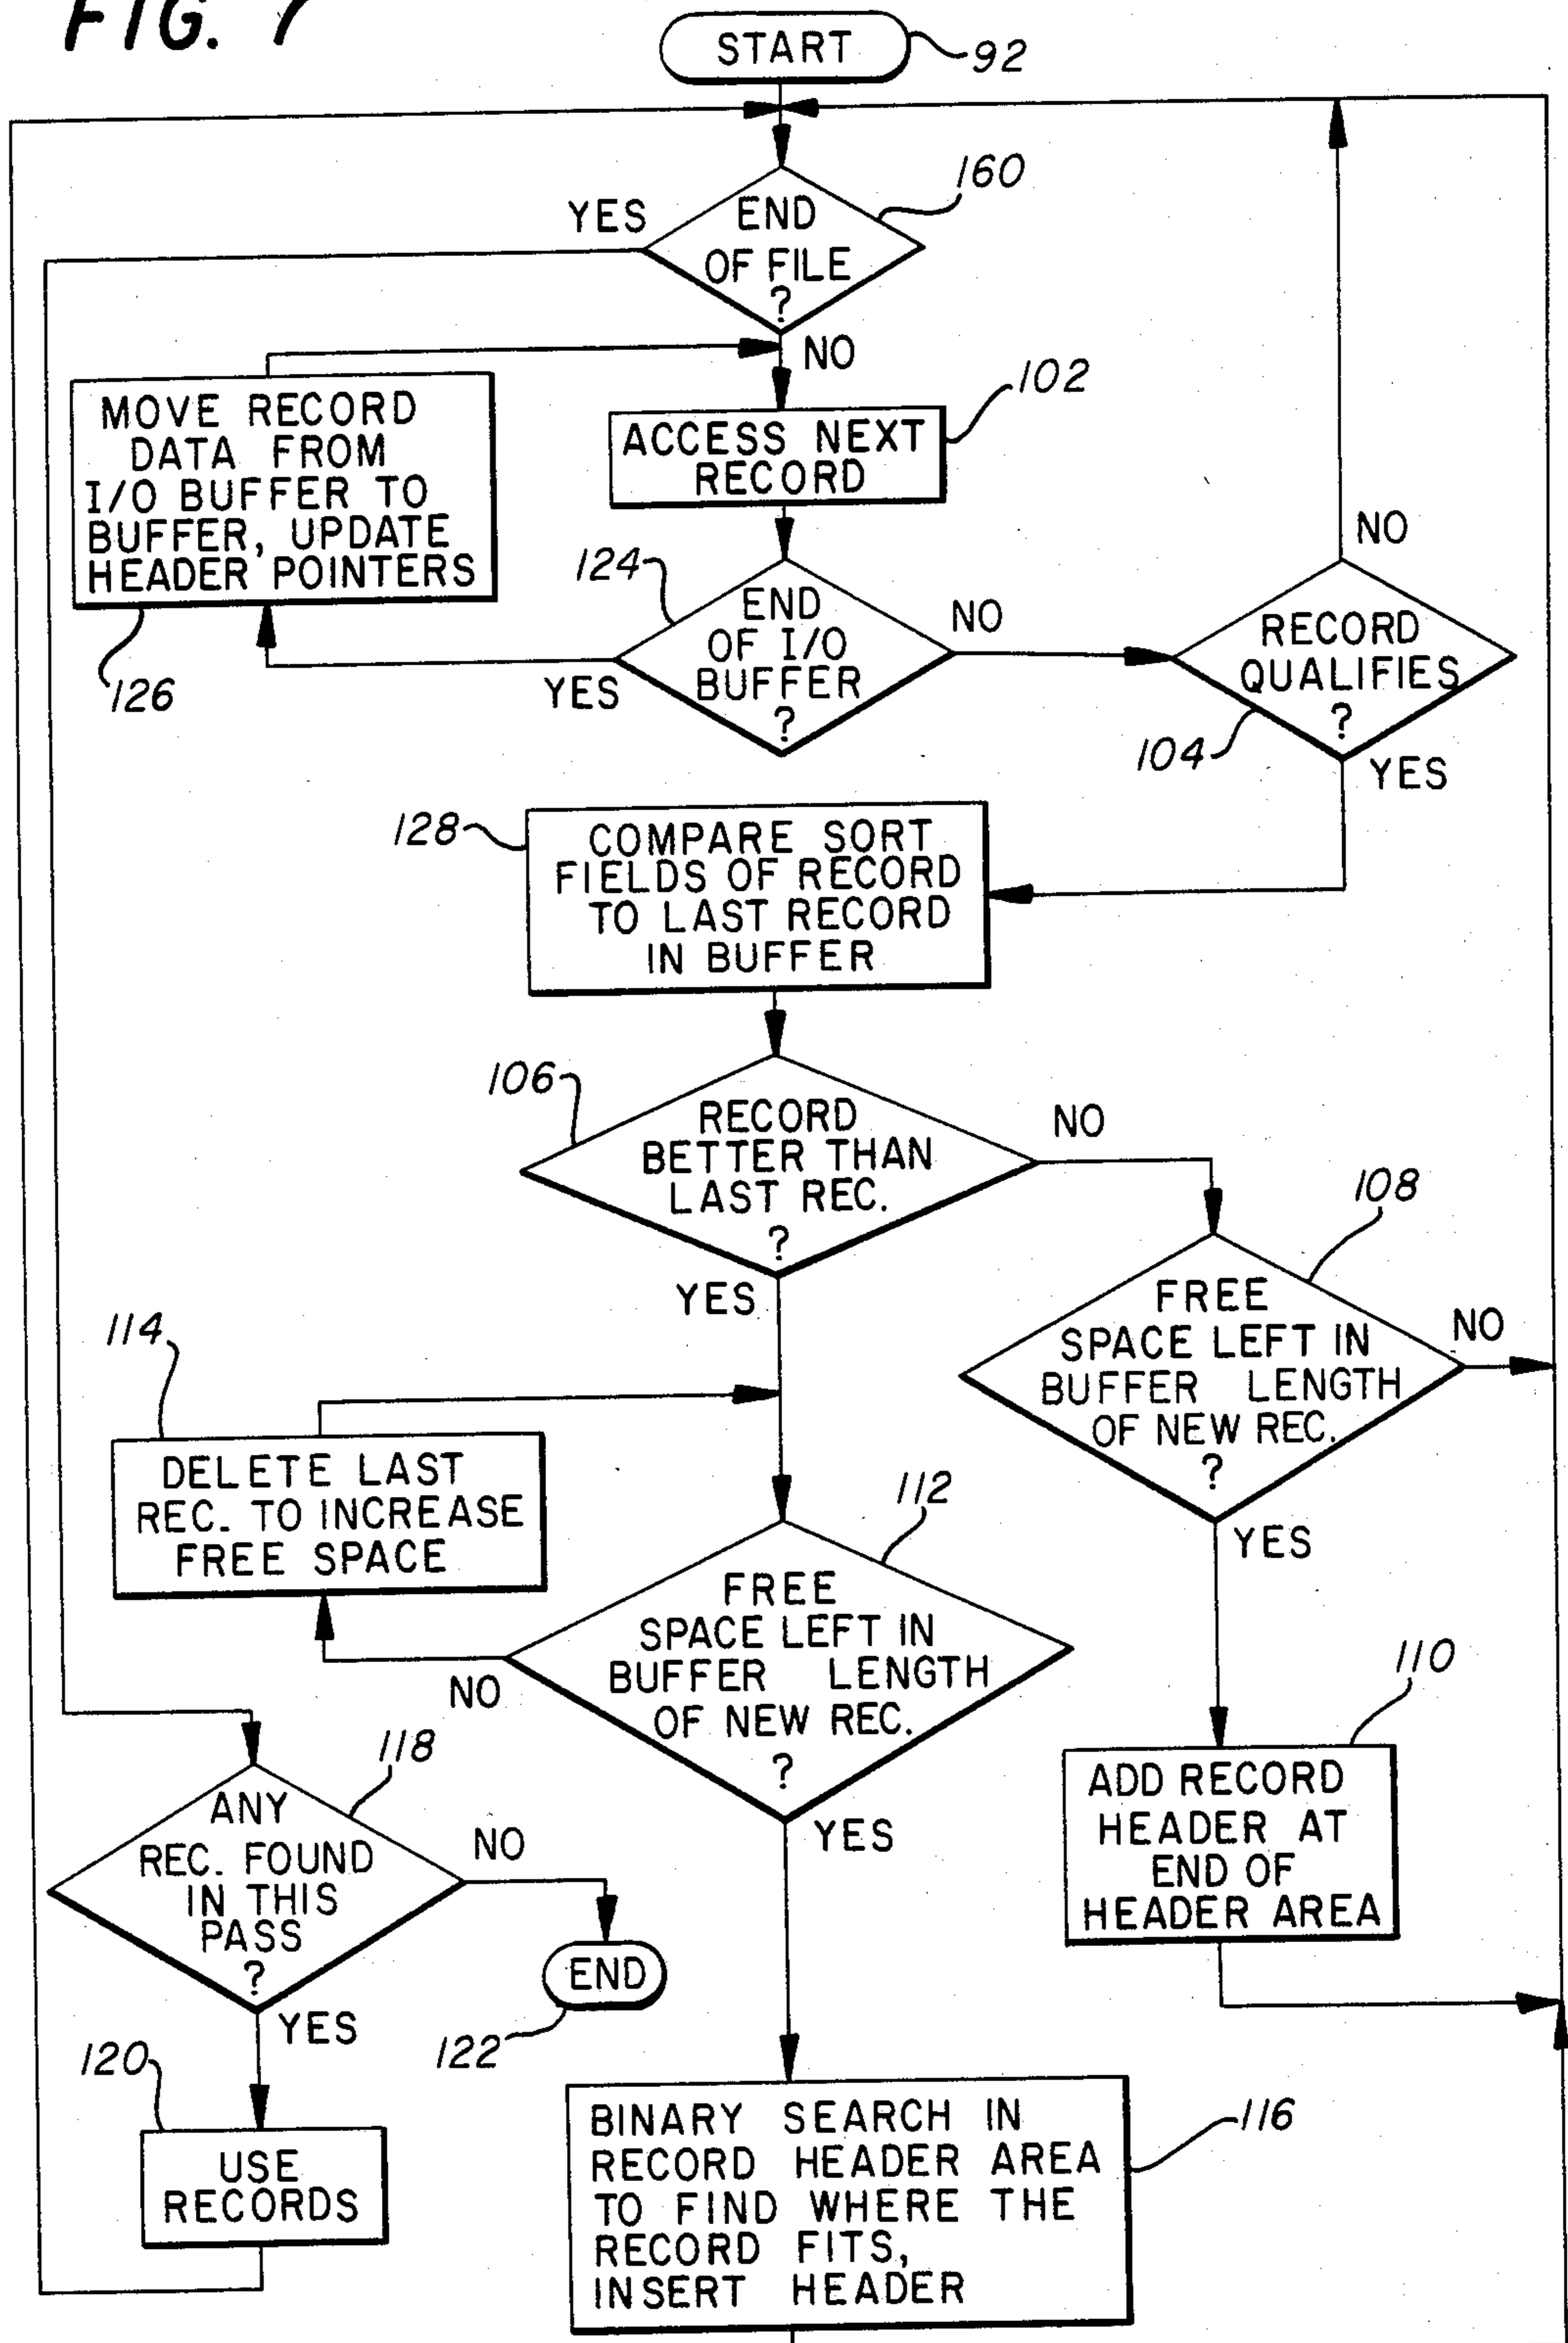 FIG. 7
START
92
160
YES
END
OF FILE
?
NO
MOVE RECORD
DATA FROM
I/O BUFFER TO
BUFFER, UPDATE
HEADER POINTERS
126
102
ACCESS NEXT
RECORD
124
END
OF I/O
BUFFER
?
YES
NO
NO
RECORD
QUALIFIES
?
104
YES
128
COMPARE SORT
FIELDS OF RECORD
TO LAST RECORD
IN BUFFER
106
RECORD
BETTER THAN
LAST REC.
?
NO
YES
108
FREE
SPACE LEFT IN
BUFFER LENGTH
OF NEW REC.
?
NO
YES
114
DELETE LAST
REC. TO INCREASE
FREE SPACE
112
FREE
SPACE LEFT IN
BUFFER LENGTH
OF NEW REC.
?
NO
YES
110
ADD RECORD
HEADER AT
END OF
HEADER AREA
118
ANY
REC. FOUND
IN THIS
PASS
?
NO
END
122
YES
120
USE
RECORDS
BINARY SEARCH IN
RECORD HEADER AREA
TO FIND WHERE THE
RECORD FITS,
INSERT HEADER
116